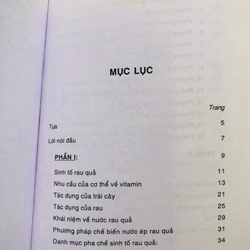 MỤC LỤC
Trang
Tựa 5
Lời nói đầu 7
PHẦN I: 9
Sinh tố rau quả 11
Nhu cầu của cơ thể về vitamin 13
Tác dụng của trái cây 21
Tác dụng của rau 25
Khái niệm về nước rau quả 29
Phương pháp chế biến nước ép rau quả 31
Danh mục pha chế sinh tố rau quả: 34